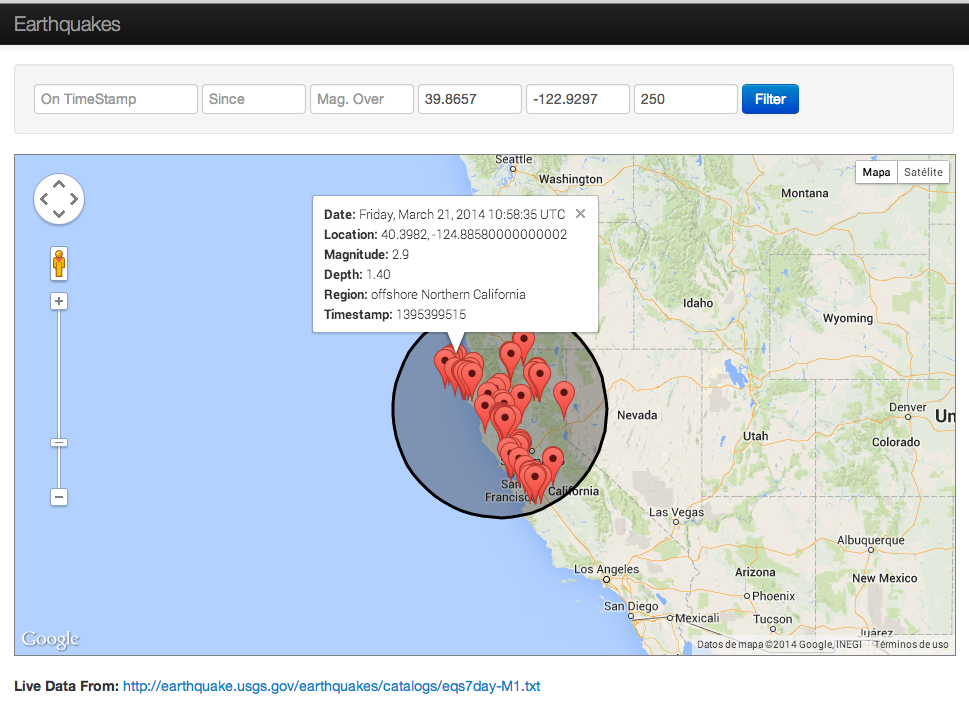 Earthquakes
On TimeStamp Since Mag. Over 39.8657 -122.9297 250 Filter
Seattle
Washington
Mapa Satélite
Montana
Date: Friday, March 21, 2014 10:58:35 UTC ×
Location: 40.3982, -124.88580000000002
Magnitude: 2.9
Depth: 1.40
Region: offshore Northern California
Timestamp: 1395399515
Idaho
Wyoming
Nevada
Denver
Un
Utah
Colorado
San
Francisco
California
Las Vegas
Albuquerque
Los Angeles
Arizona
New Mexico
Phoenix
San Diego
Mexicali
Tucson
Juárez
Google
Datos de mapa ©2014 Google, INEGI Términos de uso
Live Data From: http://earthquake.usgs.gov/earthquakes/catalogs/eqs7day-M1.txt